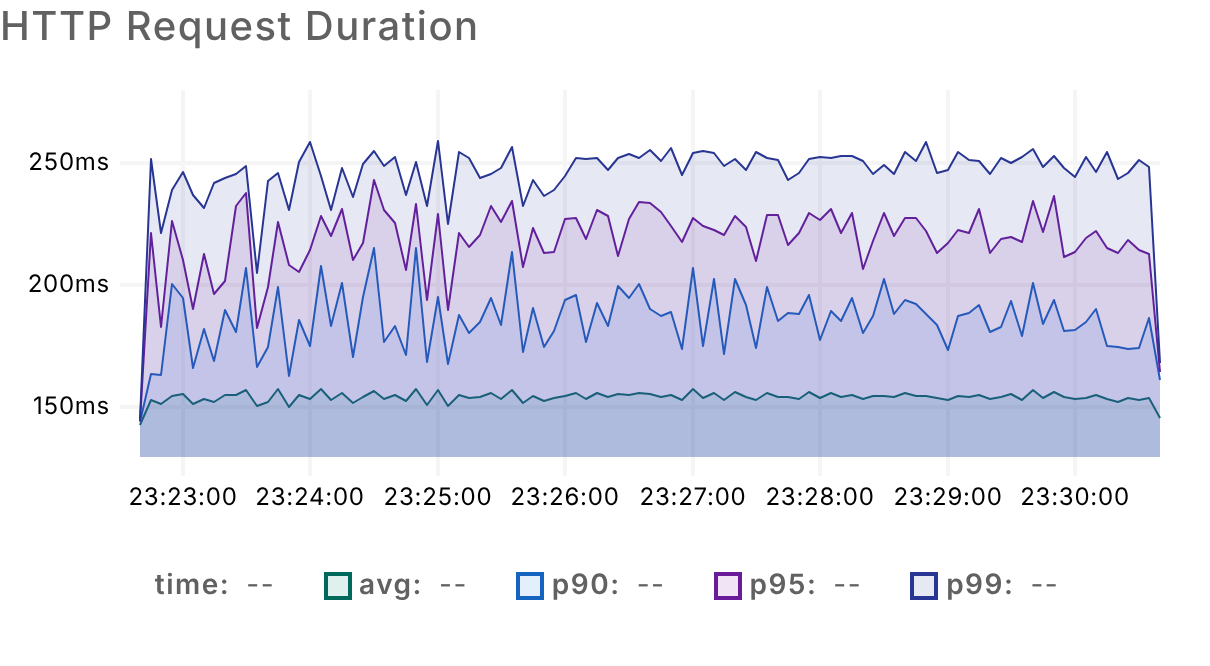 HTTP Request Duration
250ms
200ms
150ms
23:23:00 23:24:00 23:25:00 23:26:00 23:27:00 23:28:00 23:29:00 23:30:00
time: -- avg: -- p90: -- p95: -- p99: --